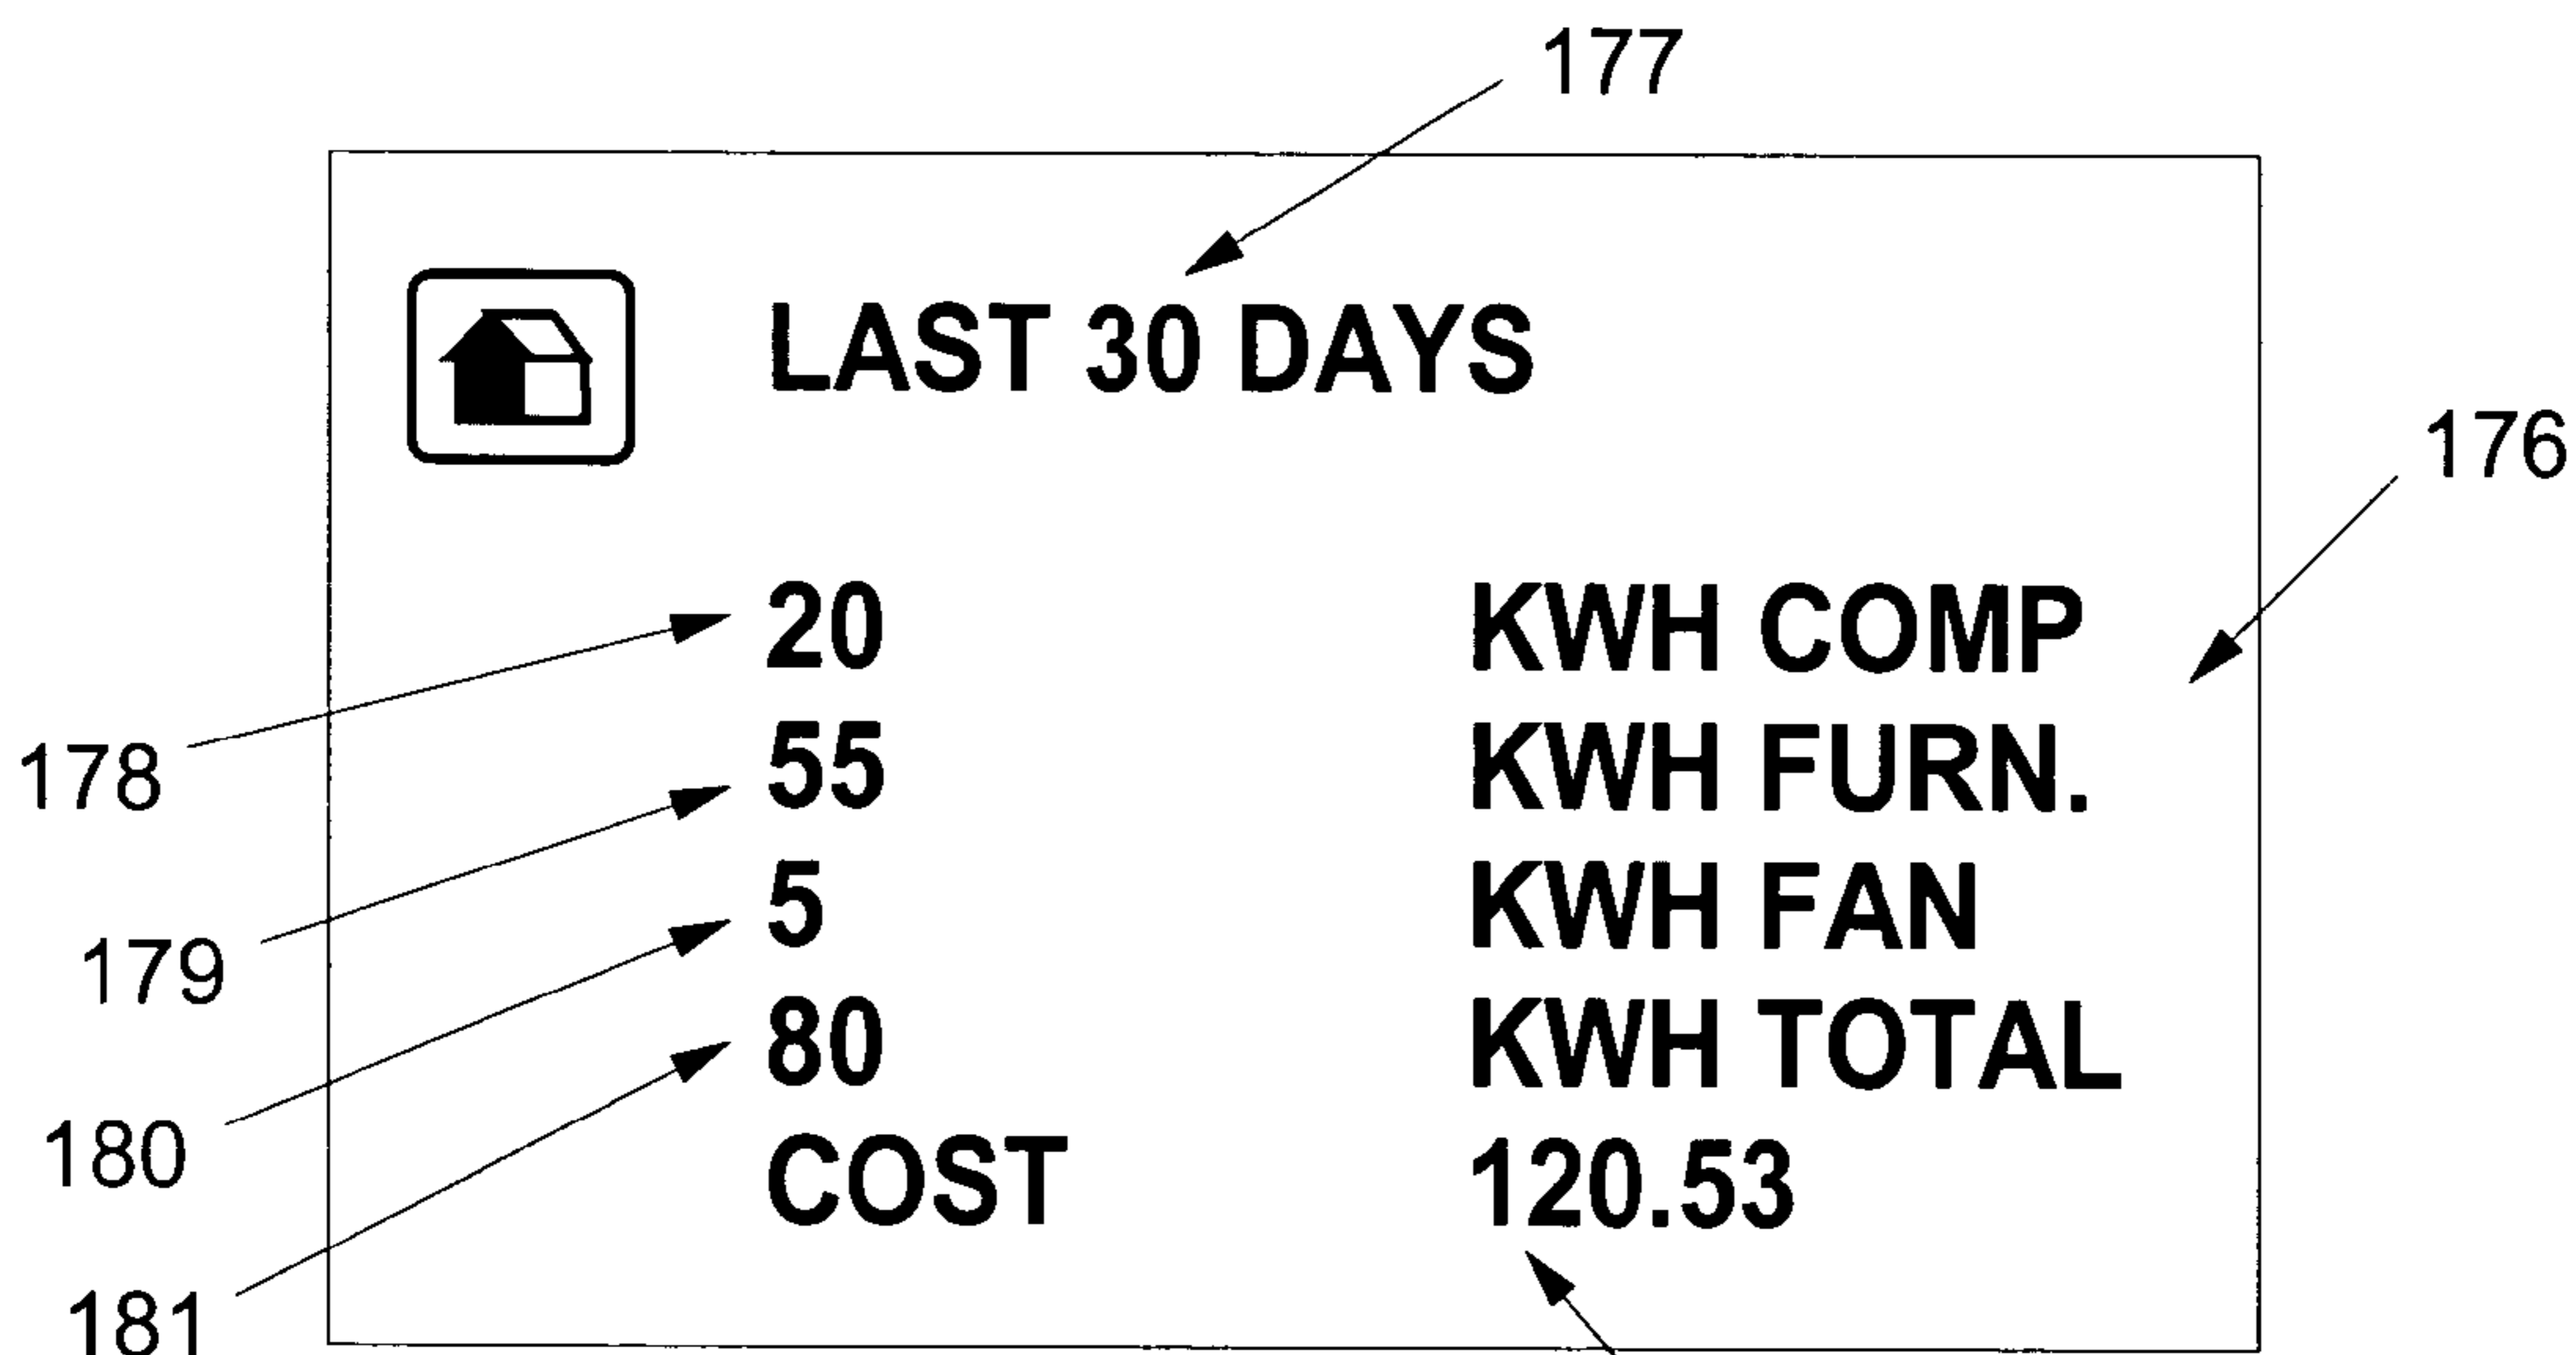 177
LAST 30 DAYS
176
20 KWH COMP
178
55 KWH FURN.
179
5 KWH FAN
180
80 KWH TOTAL
COST 120.53
181